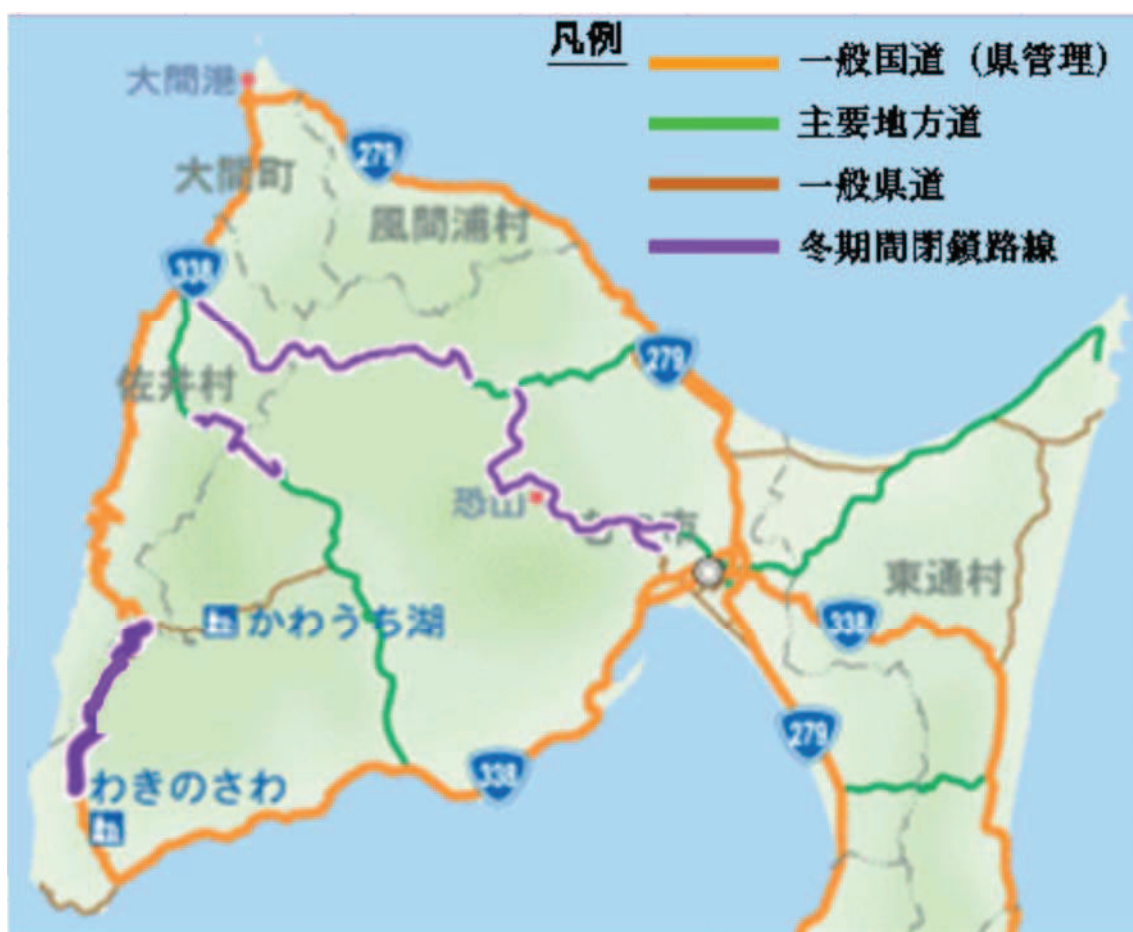 凡例
一般国道（県管理）
主要地方道
一般県道
冬期間閉鎖路線
大間港
279
大間町
風間浦村
338
279
佐井村
恐山
むつ市
東通村
かわうち湖
338
279
338
わきのさわ